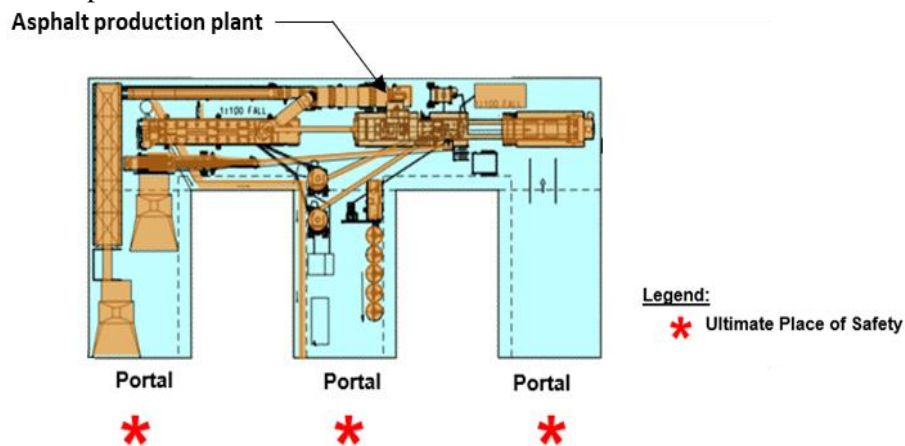 Asphalt production plant
1:100 FALL
1:100 FALL
Legend:
* Ultimate Place of Safety
Portal
Portal
Portal